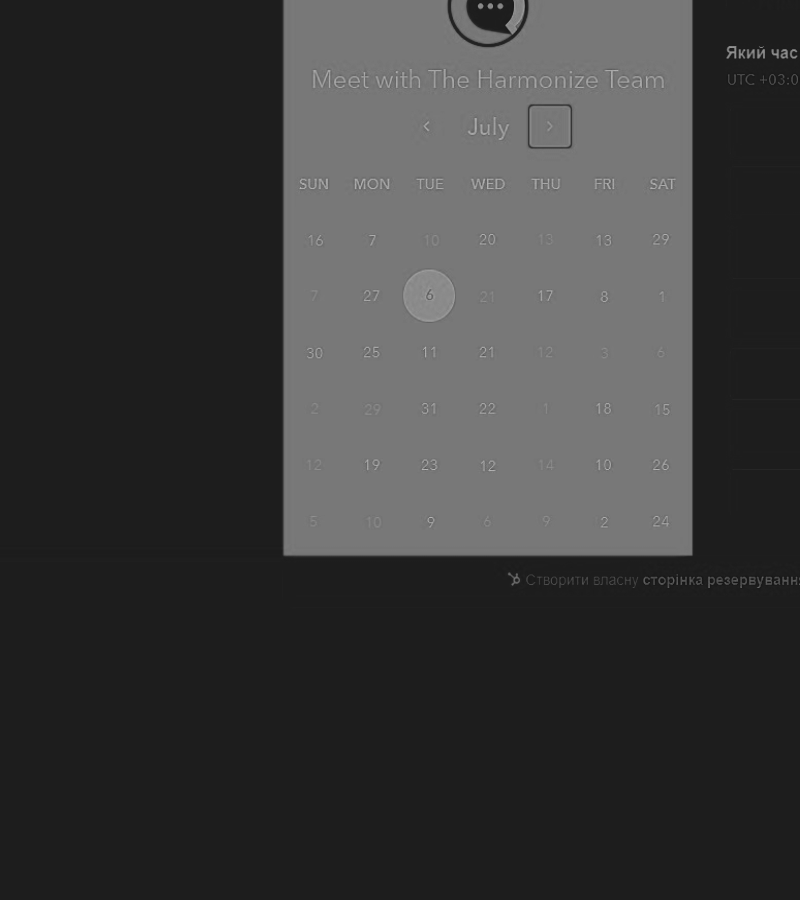 Meet with The Harmonize Team
Який час
UTC +03:0
July
SUN MON TUE WED THU FRI SAT
16 7 10 20 13 13 29
7 27 6 21 17 8 1
30 25 11 21 12 3 6
2 29 31 22 1 18 15
12 19 23 12 14 10 26
5 10 9 6 9 2 24
Створити власну сторінка резервуванн